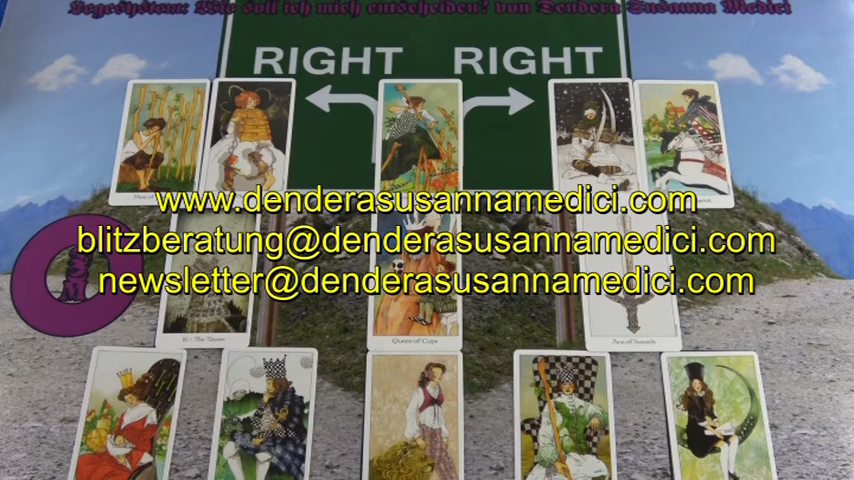 Legesystem: Wie soll ich mich entscheiden? von Dendera Susanna Medici
RIGHT RIGHT
www.denderasusannamedici.com
blitzberatung@denderasusannamedici.com
newsletter@denderasusannamedici.com
16 - The Tower
Queen of Cups
Ace of Swords